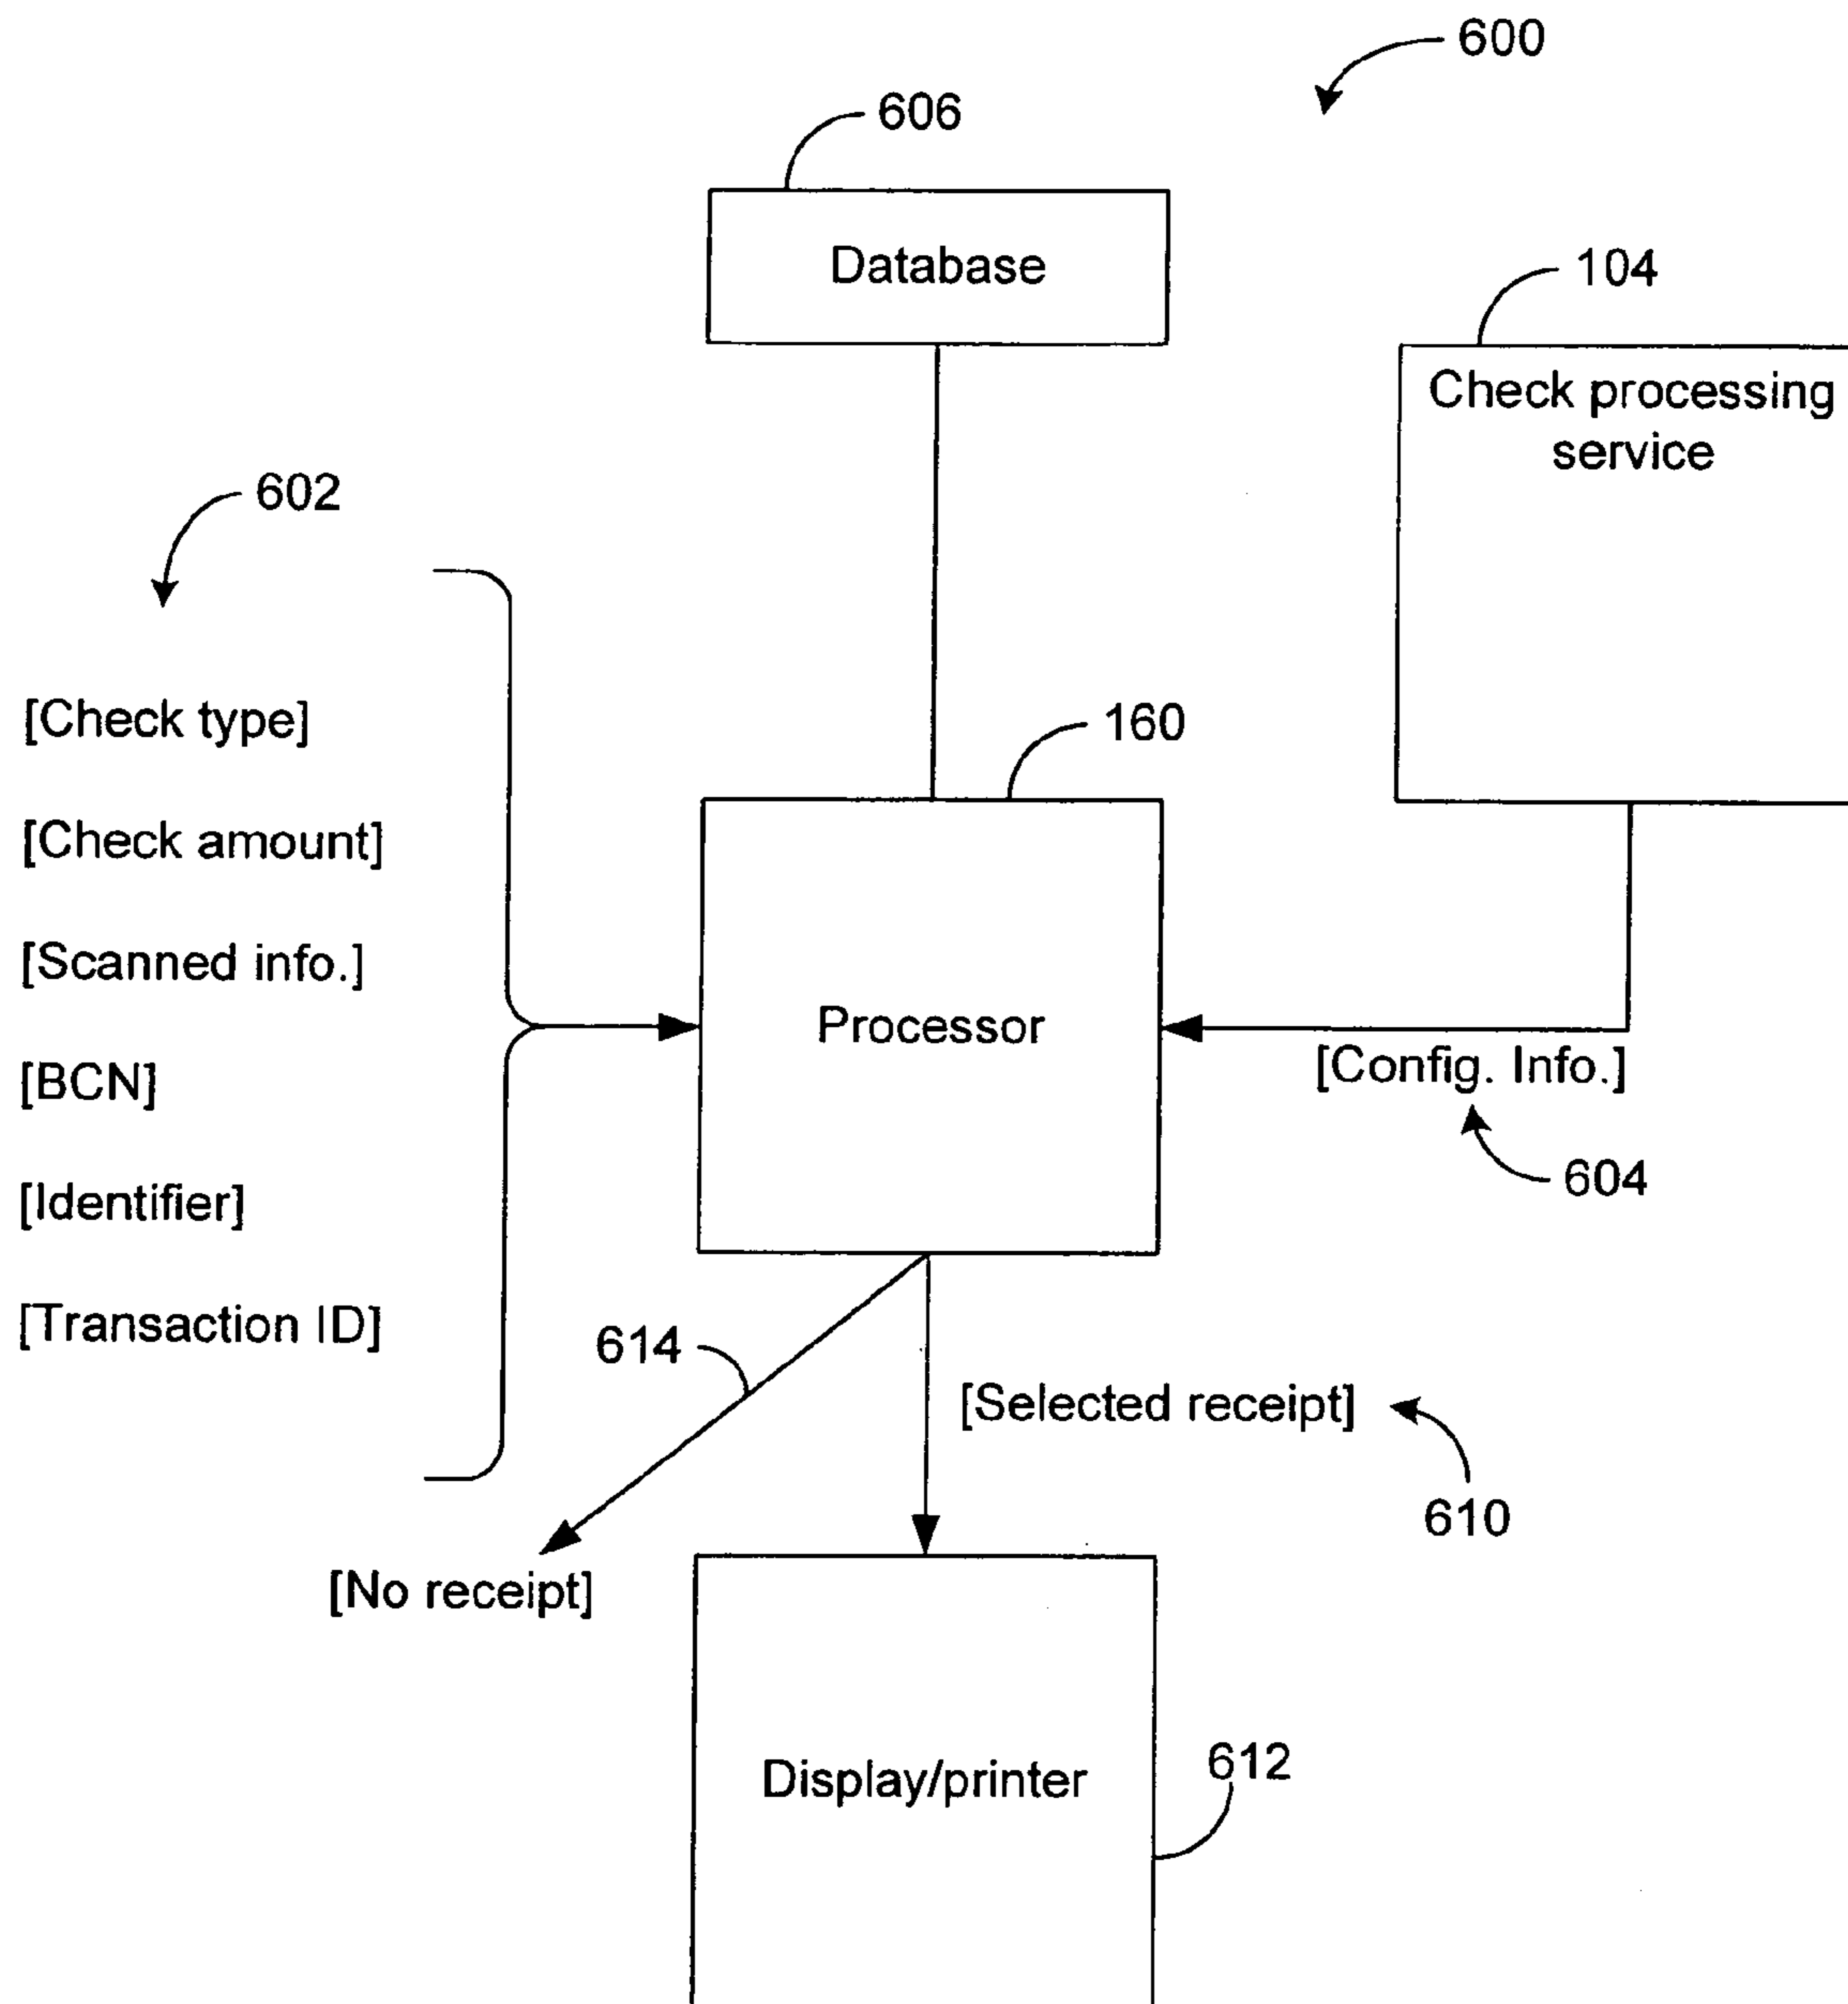 600
606
Database
104
Check processing
service
602
[Check type]
[Check amount]
[Scanned info.]
[BCN]
[Identifier]
[Transaction ID]
160
Processor
[Config. Info.]
604
614
[Selected receipt]
610
[No receipt]
Display/printer
612